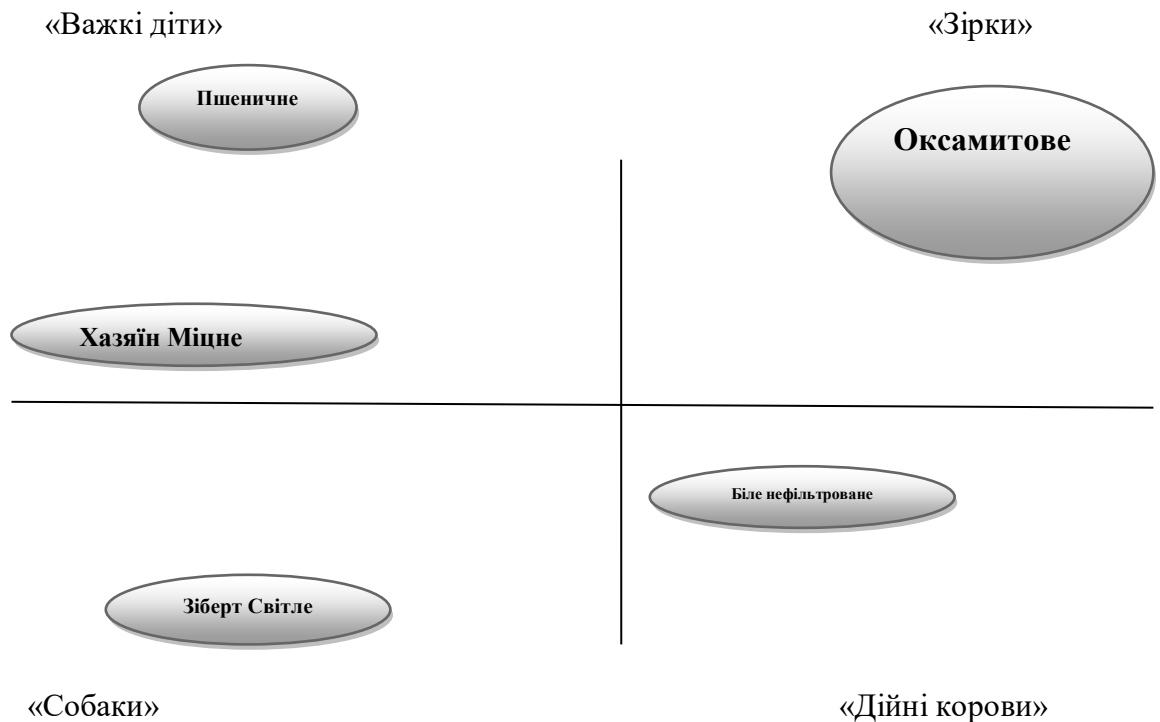 «Важкі діти»
«Зірки»
Пшеничне
Оксамитове
Хазяїн Міцне
Біле нефільтроване
Зіберт Світле
«Собаки»
«Дійні корови»